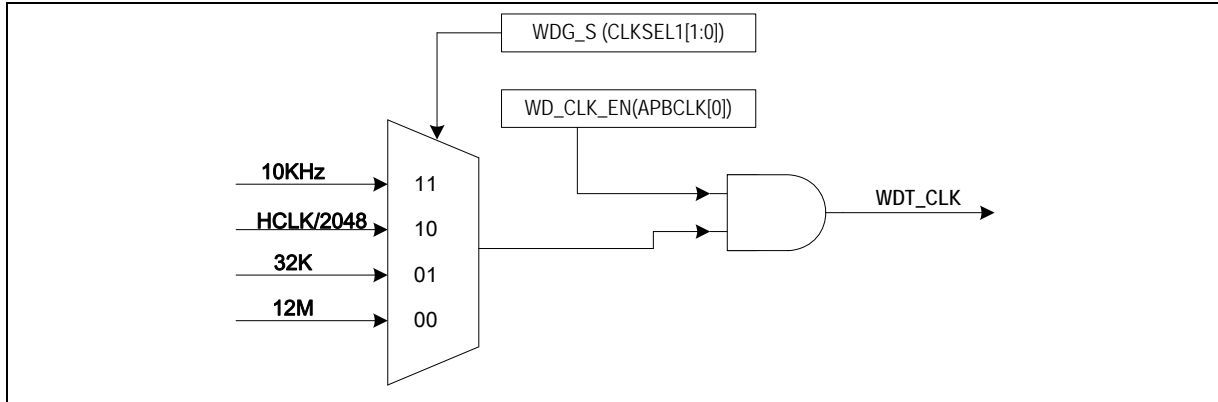 WDG_S (CLKSEL1[1:0])
WD_CLK_EN(APBCLK[0])
10KHz
11
HCLK/2048
10
32K
01
12M
00
WDT_CLK